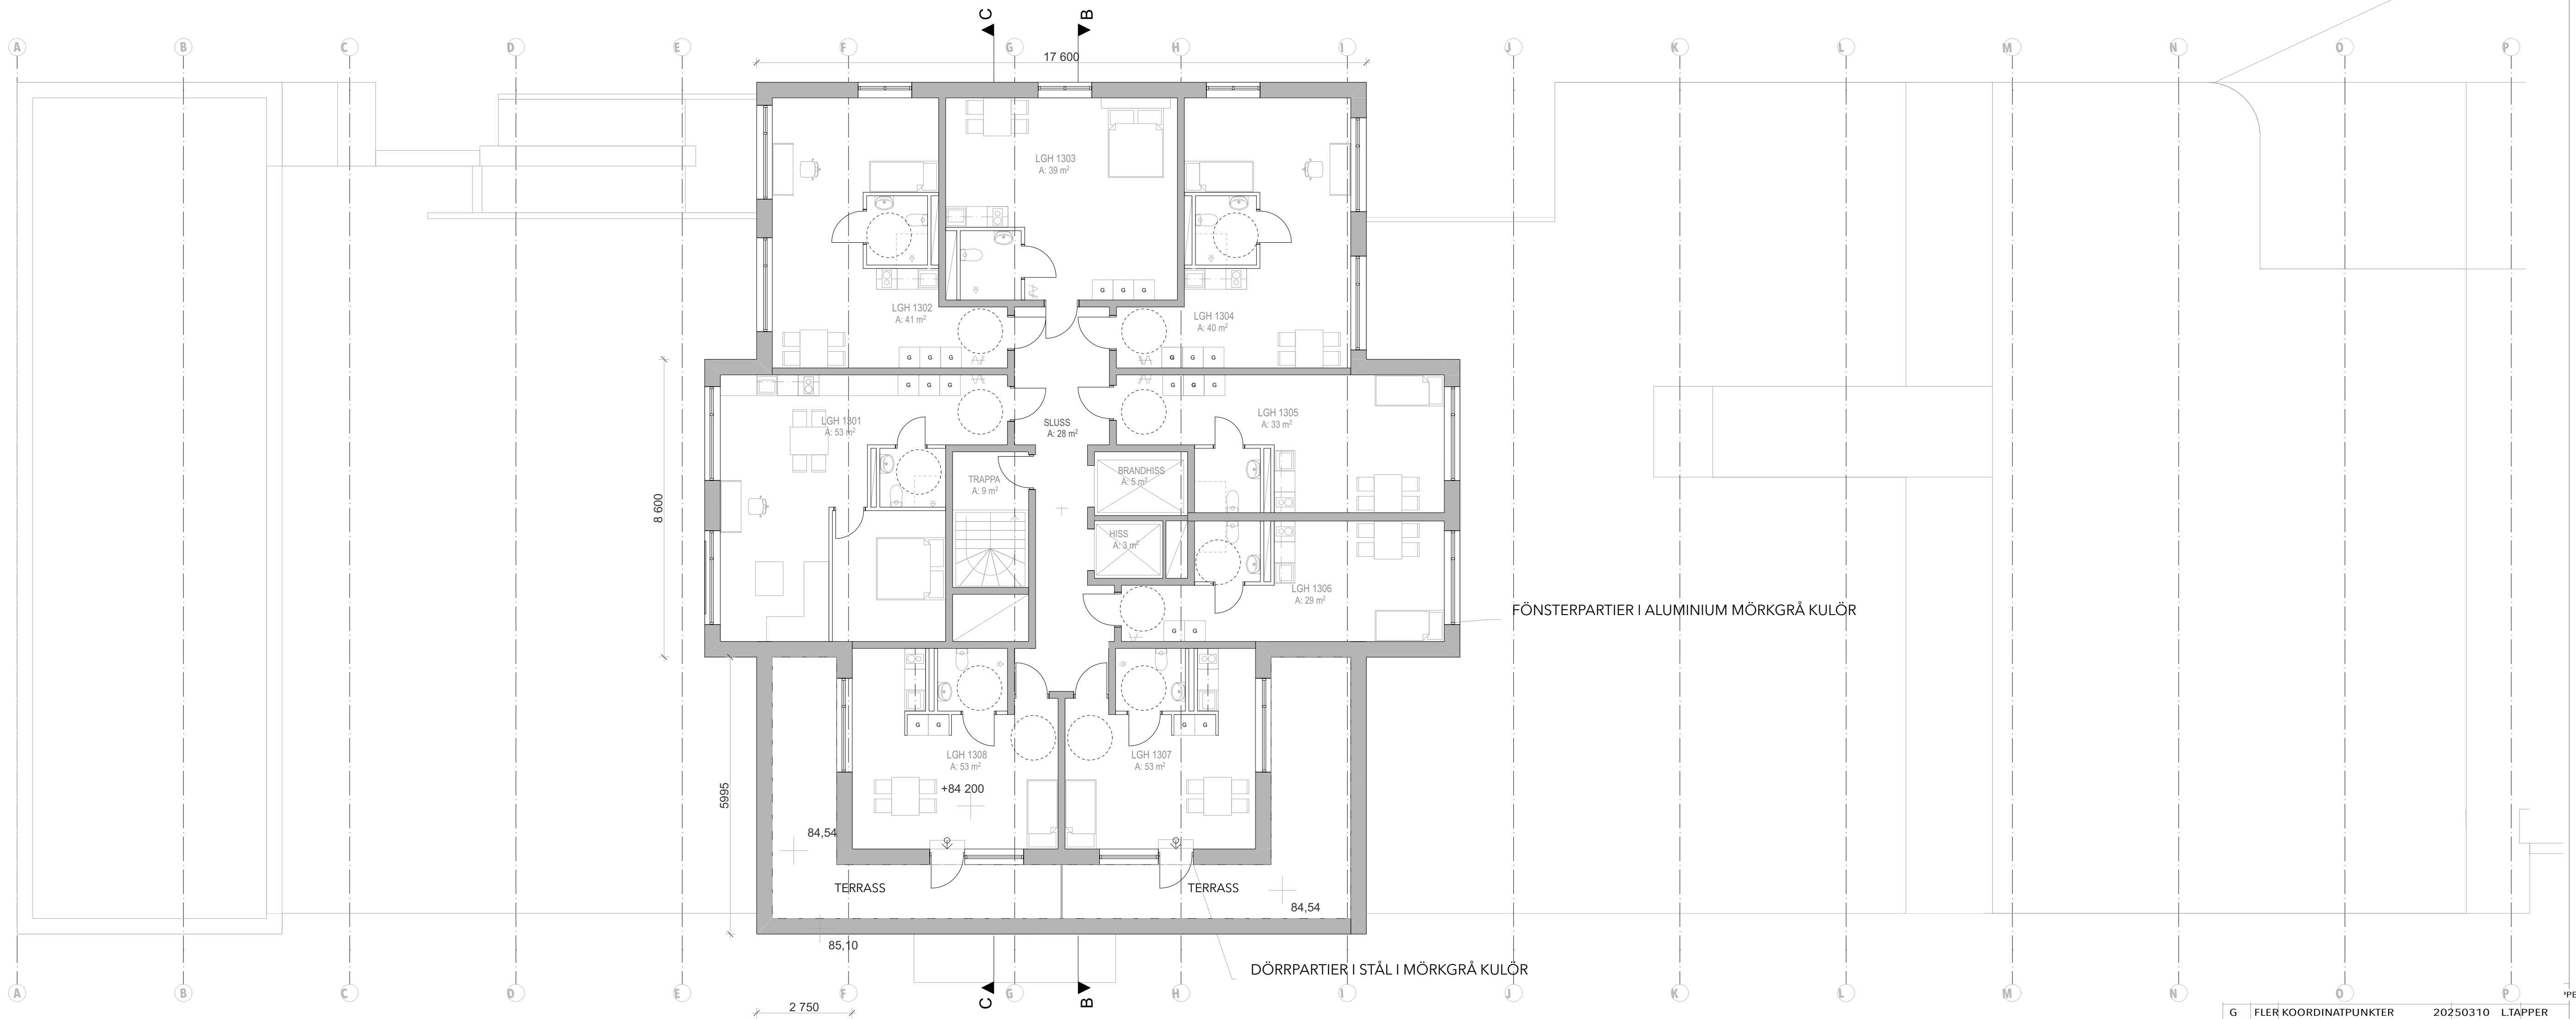 C B
A B C D E F G H I J K L M N O P
17 600
LGH 1303
A: 39 m²
LGH 1302
A: 41 m²
G G G
LGH 1304
A: 40 m²
G G G
G G G
G G G
G G G
LGH 1301
A: 53 m²
SLUSS
A: 28 m²
LGH 1305
A: 33 m²
TRAPPA
A: 9 m²
BRANDHISS
A: 5 m²
8 600
HISS
A: 3 m²
LGH 1306
A: 29 m²
FÖNSTERPARTIER I ALUMINIUM MÖRKGRÅ KULÖR
G G
G G
G G
LGH 1308
A: 53 m²
LGH 1307
A: 53 m²
+84 200
5995
84,54
TERRASS
TERRASS
84,54
85,10
DÖRRPARTIER I STÅL I MÖRKGRÅ KULÖR
A B C D E F G H I J K L M N O P
C B
2 750
G FLER KOORDINATPUNKTER 20250310 L.TAPPER